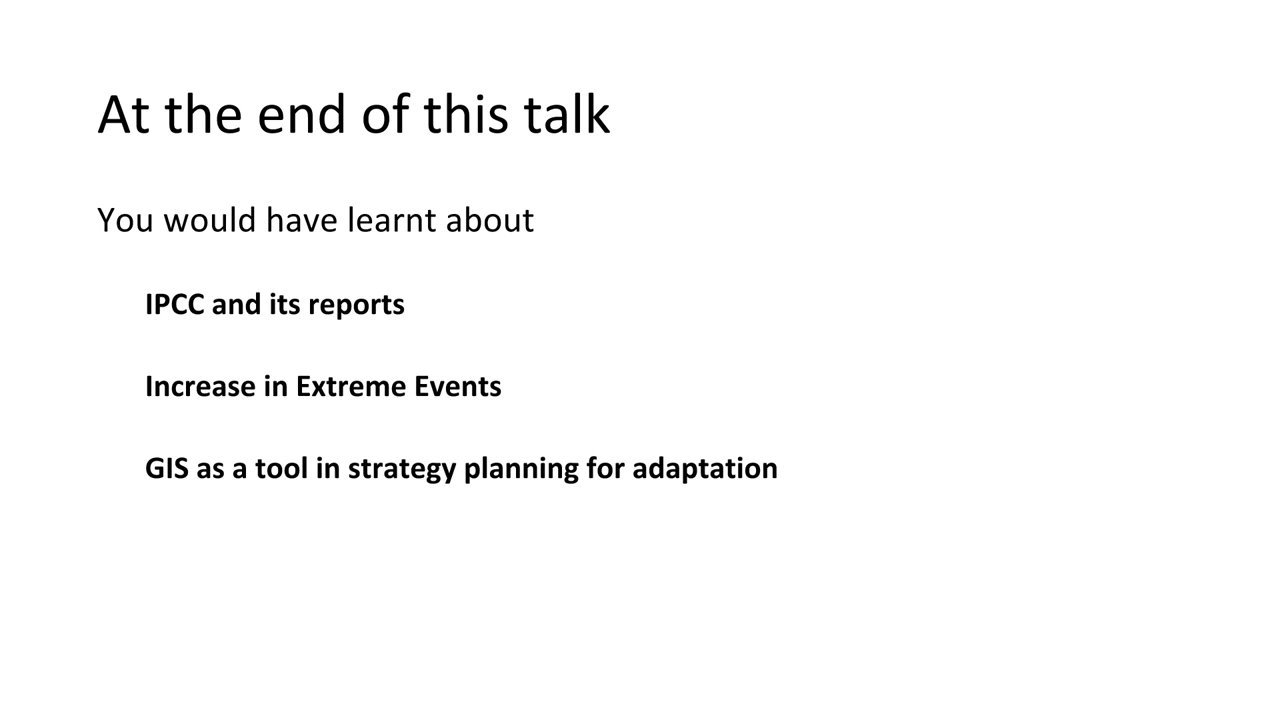 At the end of this talk
You would have learnt about
IPCC and its reports
Increase in Extreme Events
GIS as a tool in strategy planning for adaptation